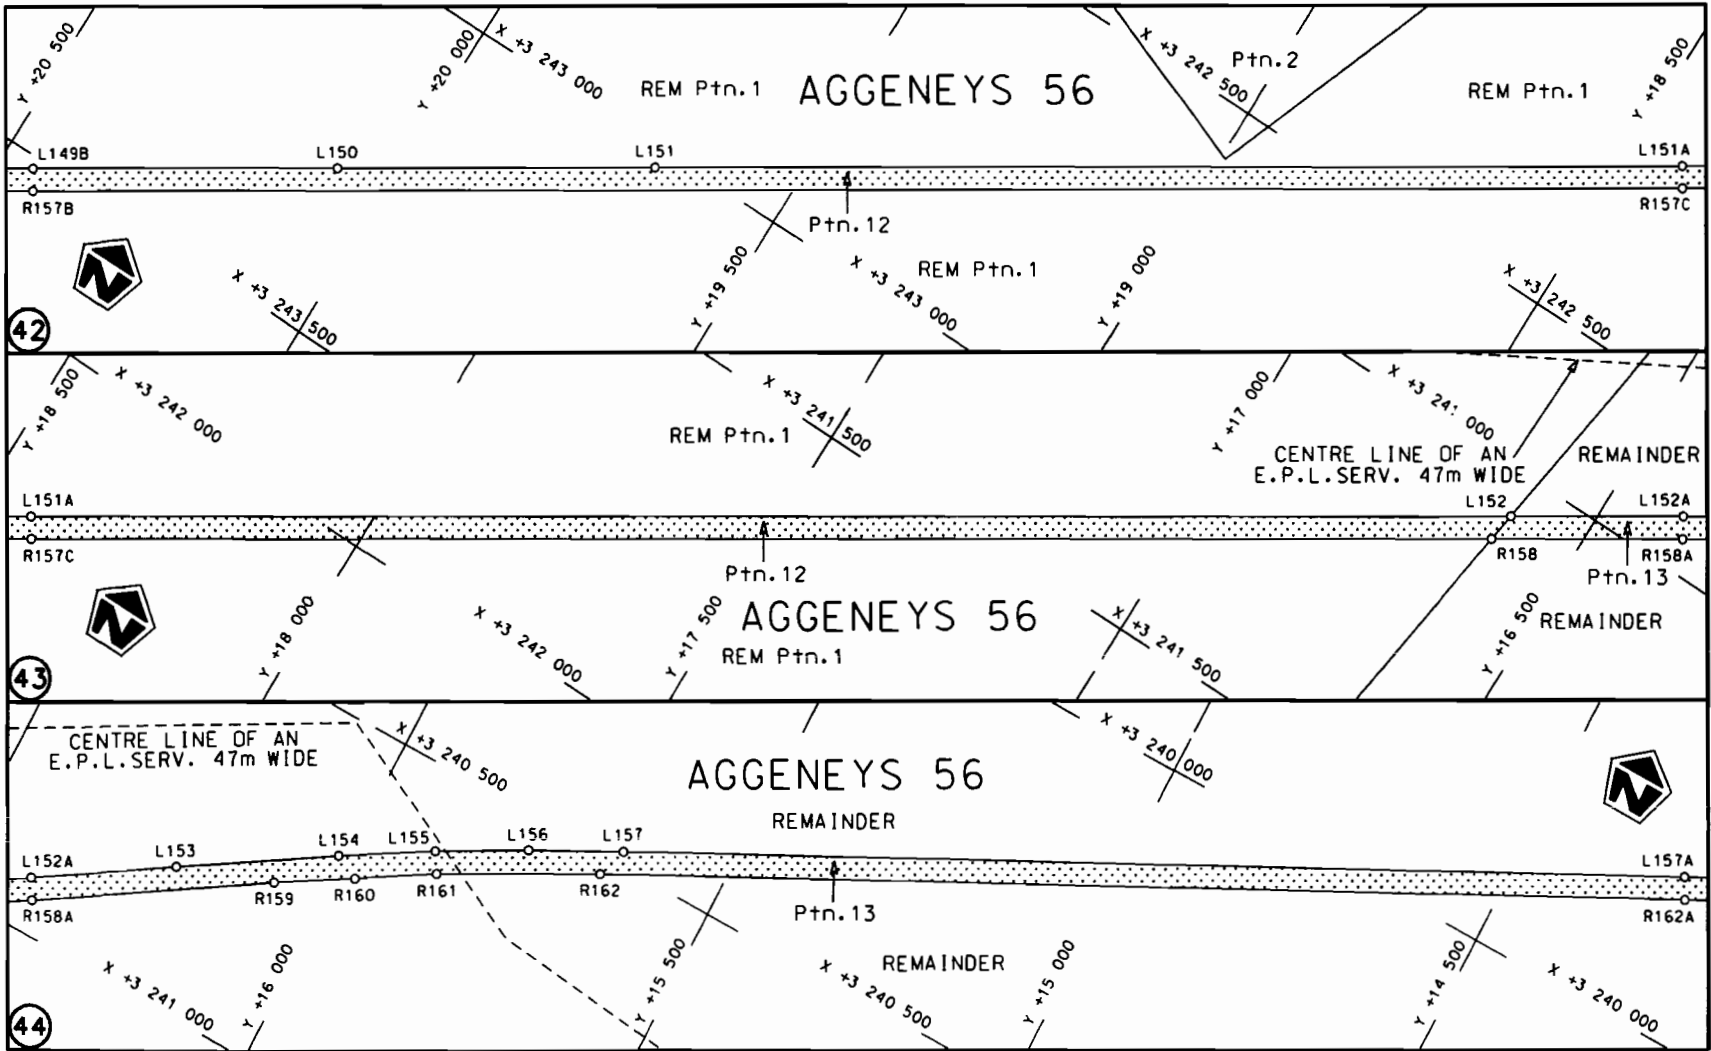 Y +20 500
Y +20 000
X +3 243 000
REM Ptn.1
AGGENEYS 56
X +3 242 500
Ptn.2
REM Ptn.1
Y +18 500
L149B
L150
L151
L151A
R157B
R157C
Ptn.12
Y +19 500
X +3 243 000
REM Ptn.1
Y +19 000
X +3 243 500
X +3 242 500
42
Y +18 500
X +3 242 000
REM Ptn.1
X +3 241 500
Y +17 000
X +3 241 000
CENTRE LINE OF AN
E.P.L.SERV. 47m WIDE
REMAINDER
L151A
L152
L152A
R157C
R158
R158A
Ptn.12
Ptn.13
Y +18 000
X +3 242 000
Y +17 500
AGGENEYS 56
REM Ptn.1
X +3 241 500
Y +16 500
REMAINDER
43
CENTRE LINE OF AN
E.P.L.SERV. 47m WIDE
X +3 240 500
AGGENEYS 56
REMAINDER
X +3 240 000
L152A
L153
L154
L155
L156
L157
L157A
R158A
R159
R160
R161
R162
R162A
Ptn.13
X +3 241 000
Y +16 000
Y +15 500
X +3 240 500
REMAINDER
Y +15 000
Y +14 500
X +3 240 000
44